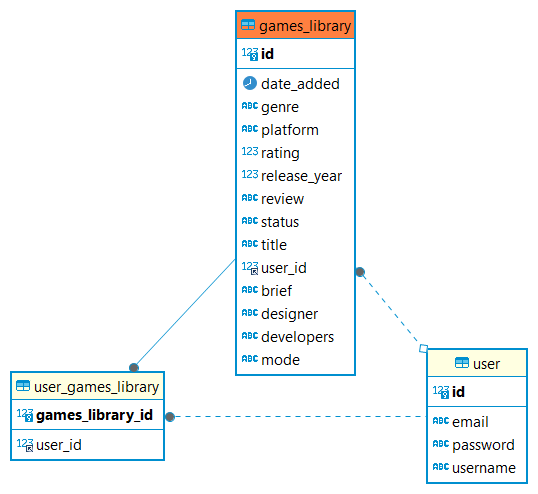 games_library
123 id
date_added
ABC genre
ABC platform
123 rating
123 release_year
ABC review
ABC status
ABC title
123 user_id
ABC brief
ABC designer
ABC developers
ABC mode
user_games_library
123 games_library_id
123 user_id
user
123 id
ABC email
ABC password
ABC username